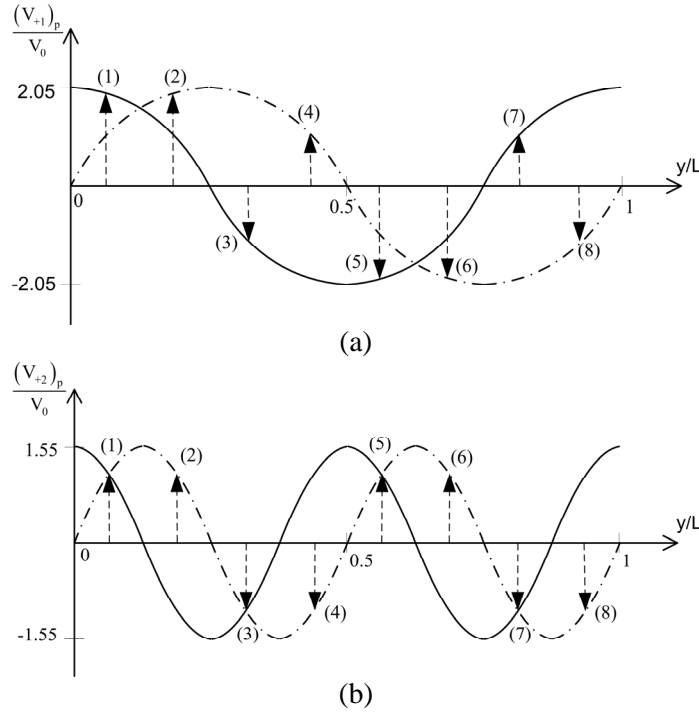 (V₊₁)ₚ
V₀
(1) (2)
2.05
(4) (7)
y/L
0 0.5 1
(3) (5) (6) (8)
-2.05
(a)
(V₊₂)ₚ
V₀
1.55
(1) (2) (5) (6)
y/L
0 0.5 1
(3) (4) (7) (8)
-1.55
(b)